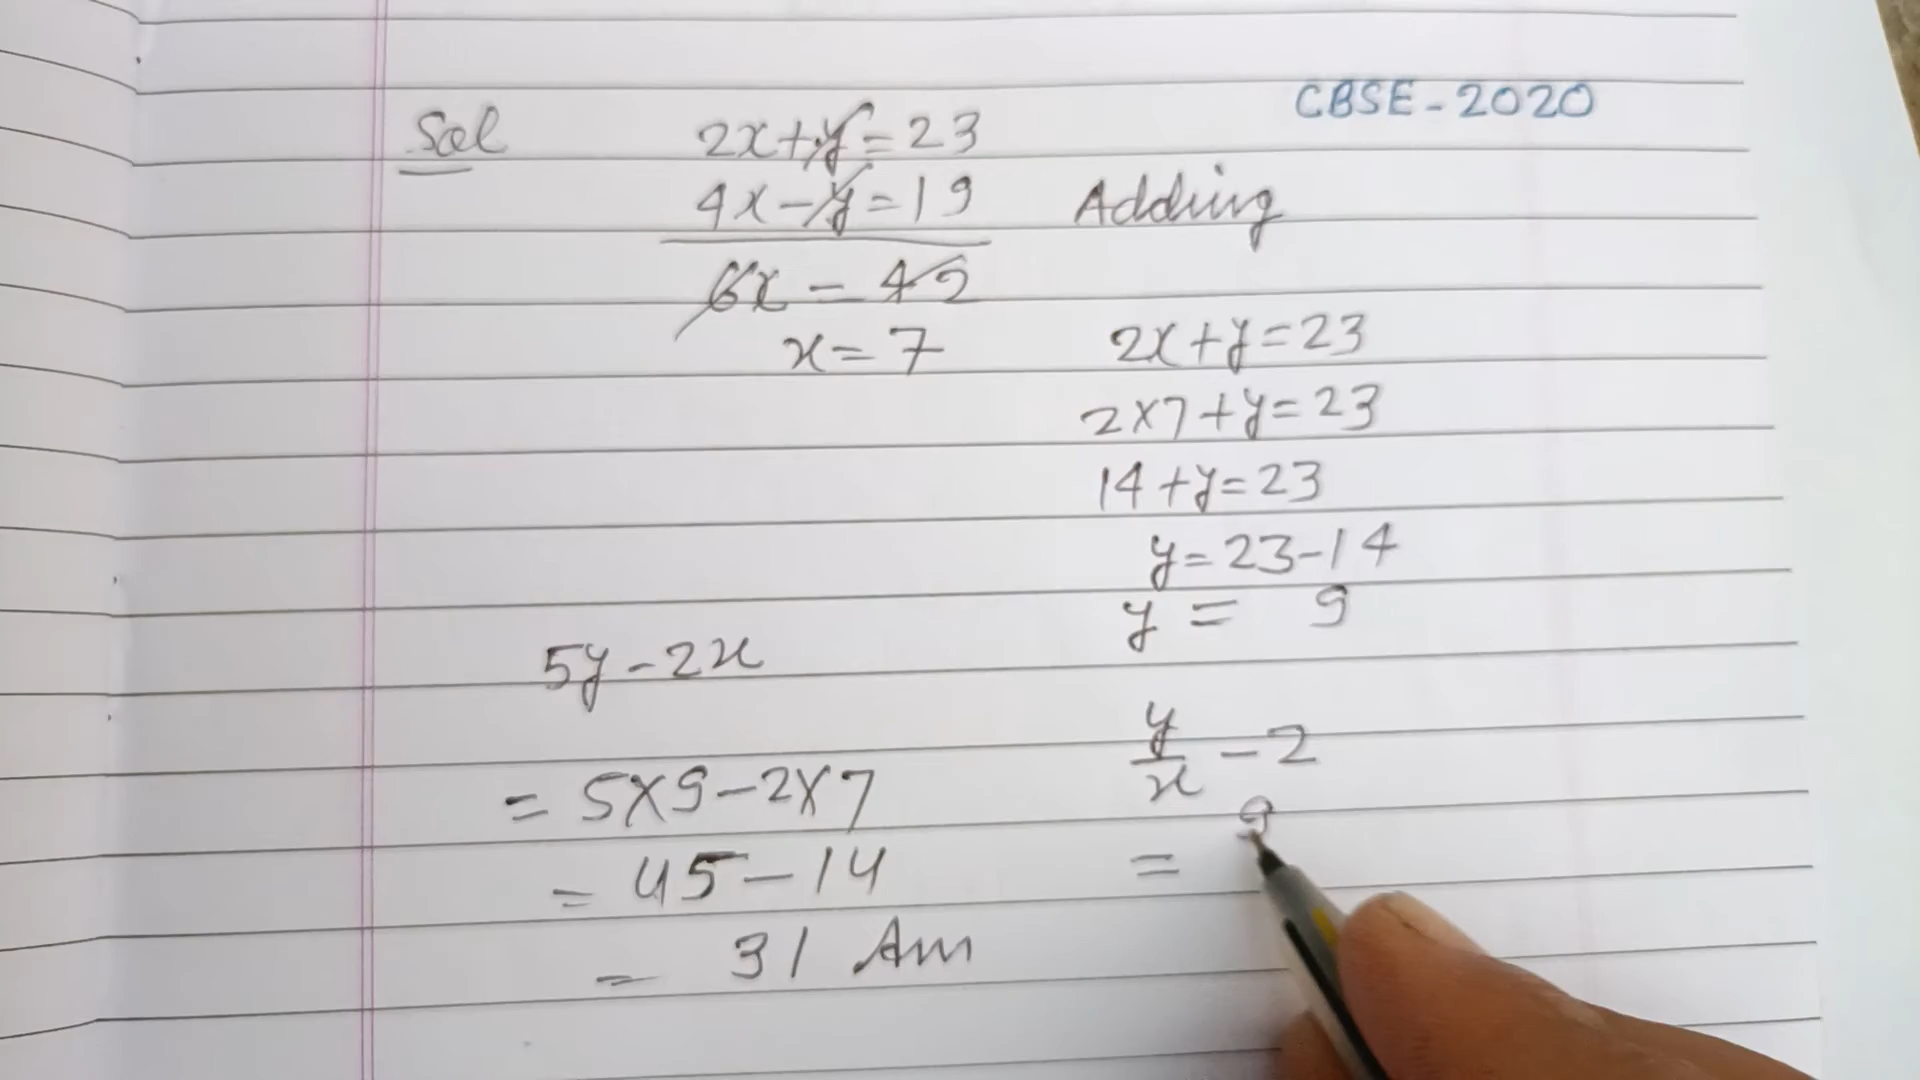 CBSE-2020
Sol 2x+y=23
4x-y=19 Adding
6x=42
x=7
2x+y=23
2×7+y=23
14+y=23
y=23-14
y = 9
5y-2x
= 5×9-2×7
= 45-14
= 31 Ans
y/x -2
= 9